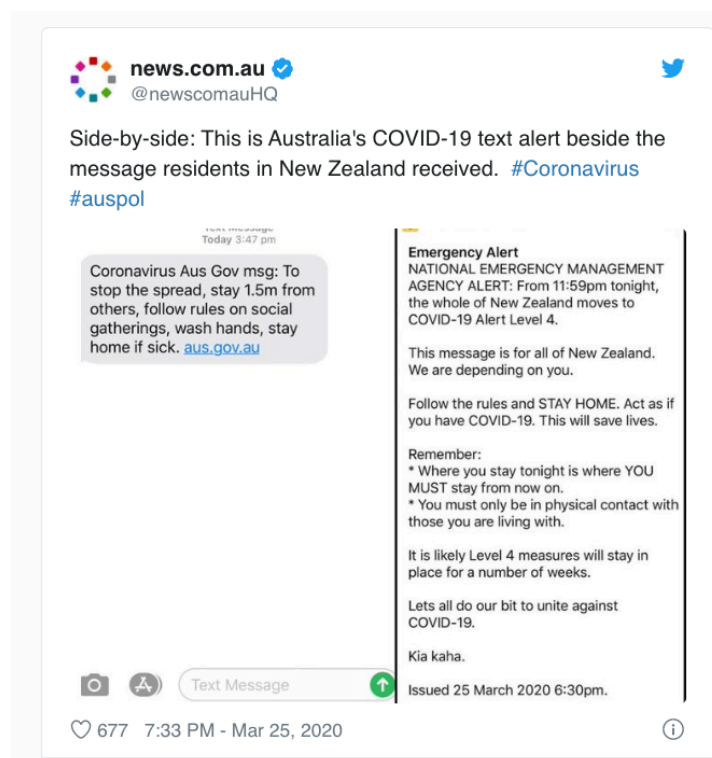 news.com.au
@newscomauHQ
Side-by-side: This is Australia's COVID-19 text alert beside the
message residents in New Zealand received. #Coronavirus
#auspol
Text Message
Today 3:47 pm
Coronavirus Aus Gov msg: To
stop the spread, stay 1.5m from
others, follow rules on social
gatherings, wash hands, stay
home if sick. aus.gov.au
Text Message
Emergency Alert
NATIONAL EMERGENCY MANAGEMENT
AGENCY ALERT: From 11:59pm tonight,
the whole of New Zealand moves to
COVID-19 Alert Level 4.
This message is for all of New Zealand.
We are depending on you.
Follow the rules and STAY HOME. Act as if
you have COVID-19. This will save lives.
Remember:
* Where you stay tonight is where YOU
MUST stay from now on.
* You must only be in physical contact with
those you are living with.
It is likely Level 4 measures will stay in
place for a number of weeks.
Lets all do our bit to unite against
COVID-19.
Kia kaha.
Issued 25 March 2020 6:30pm.
677 7:33 PM - Mar 25, 2020